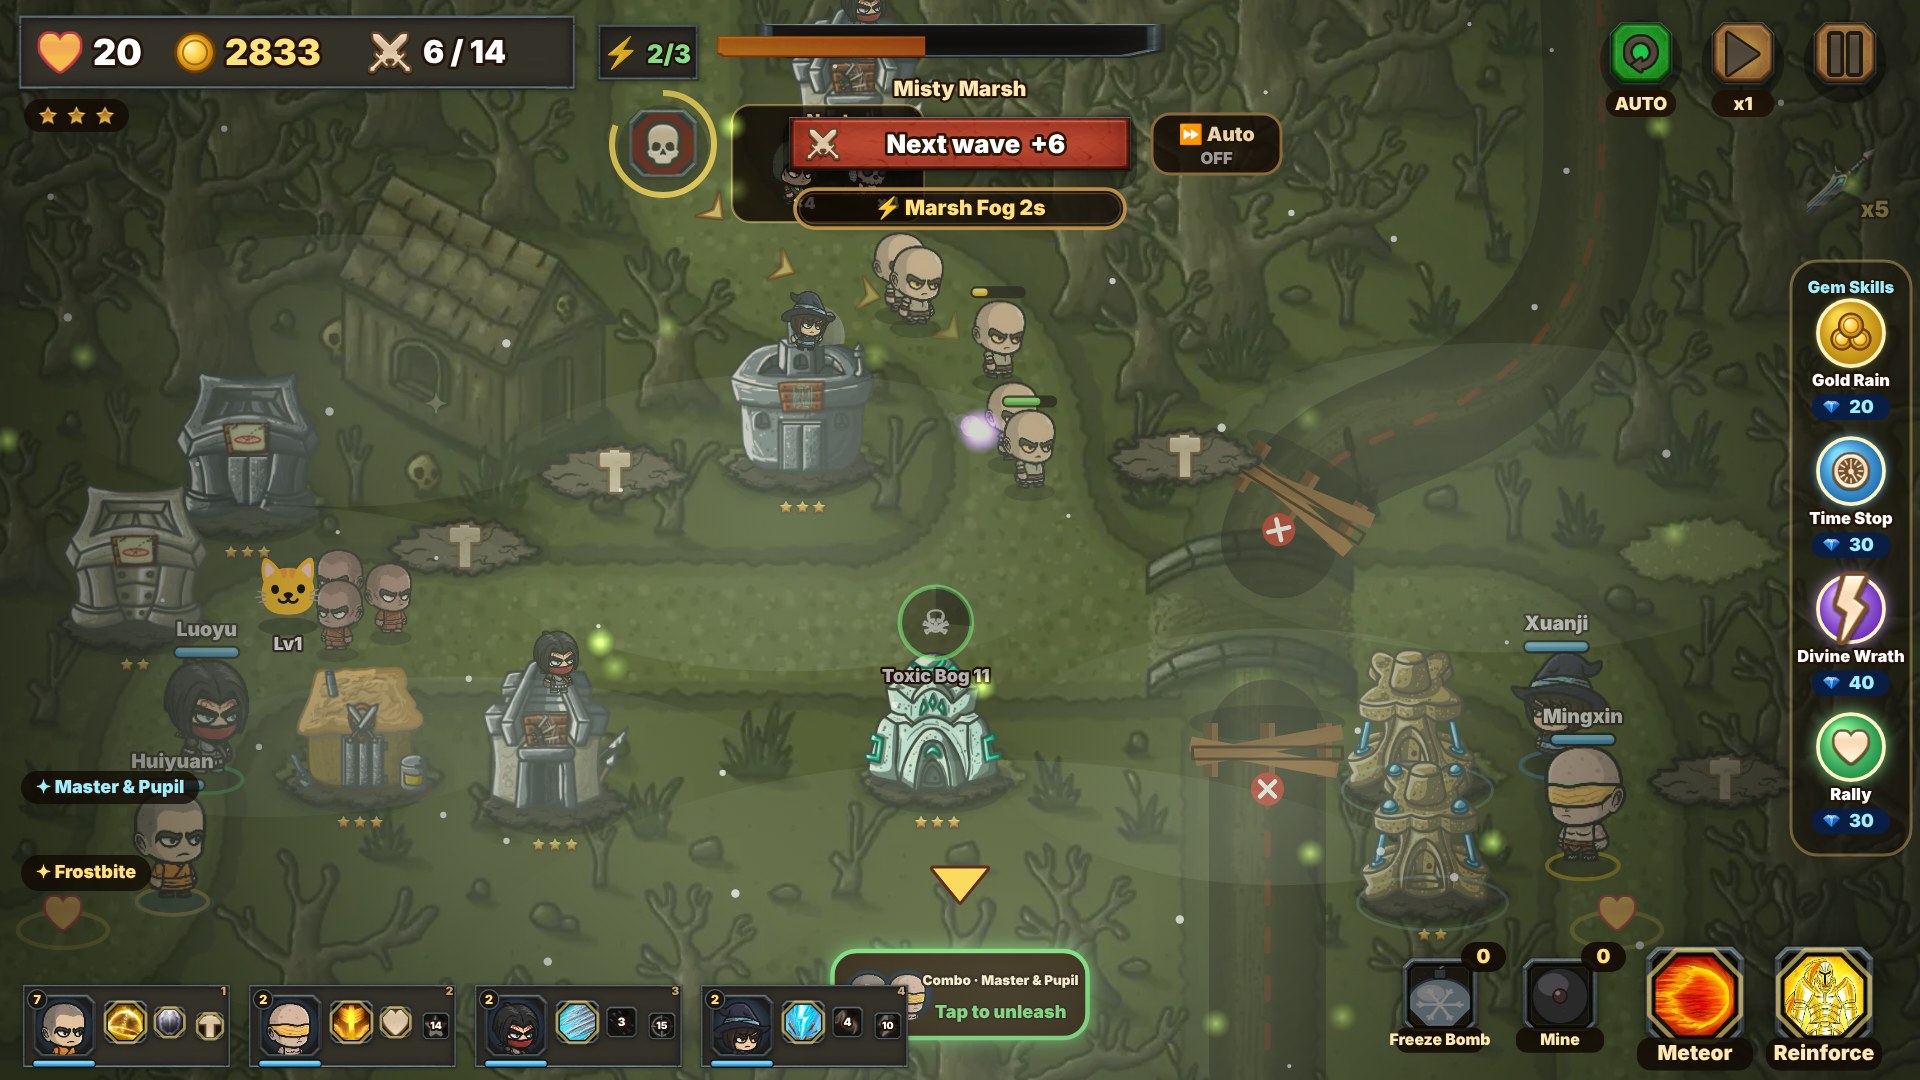 20
2833
6/14
2/3
Misty Marsh
Next wave +6
Auto
OFF
Marsh Fog 2s
AUTO
x1
x5
x4
Gem Skills
Gold Rain
20
Time Stop
30
Divine Wrath
40
Rally
30
Luoyu
Lv1
Huiyuan
Master & Pupil
Frostbite
Toxic Bog 11
Xuanji
Mingxin
Combo · Master & Pupil
Tap to unleash
7
1
2
2
14
2
3
3
15
2
4
4
10
0
Freeze Bomb
0
Mine
Meteor
Reinforce